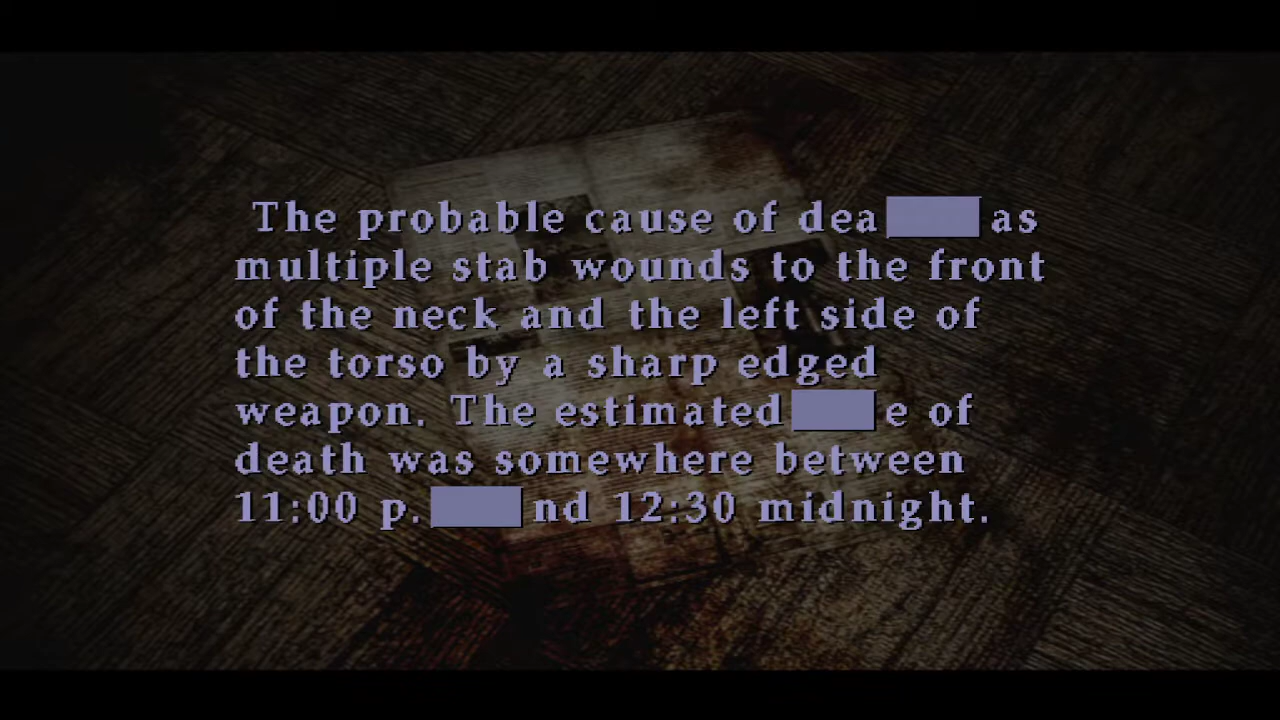 The probable cause of dea as
multiple stab wounds to the front
of the neck and the left side of
the torso by a sharp edged
weapon. The estimated e of
death was somewhere between
11:00 p. nd 12:30 midnight.